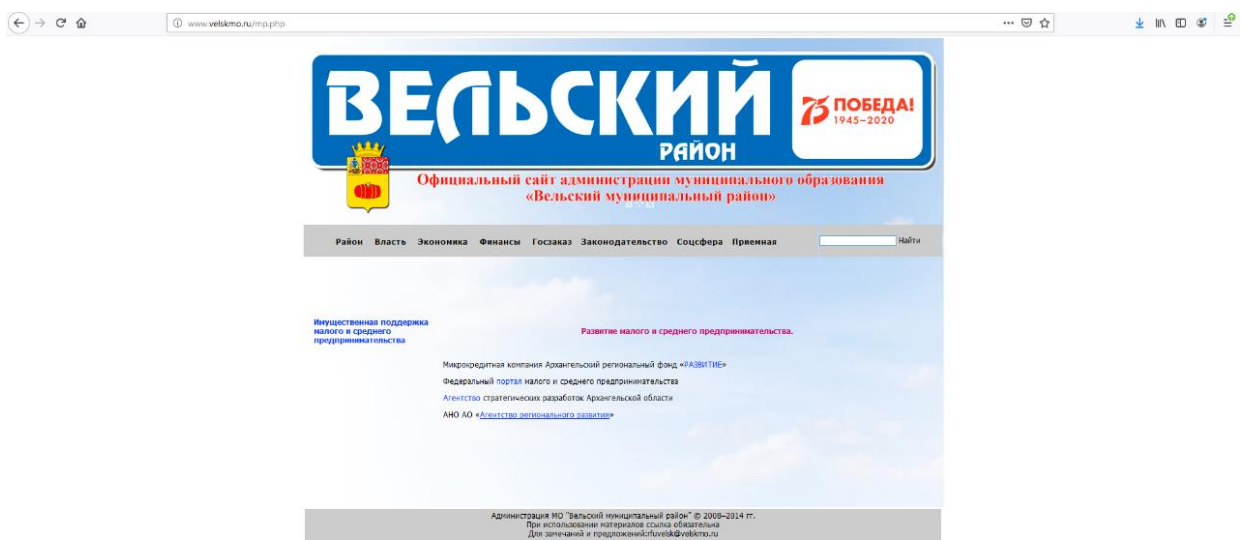 www.velskmo.ru/mp.php
ВЕЛЬСКИЙ
РАЙОН
75 ПОБЕДА!
1945–2020
Официальный сайт администрации муниципального образования
«Вельский муниципальный район»
Район Власть Экономика Финансы Госзаказ Законодательство Соцсфера Приемная Найти
Имущественная поддержка
малого и среднего
предпринимательства
Развитие малого и среднего предпринимательства.
Микрокредитная компания Архангельский региональный фонд «РАЗВИТИЕ»
Федеральный портал малого и среднего предпринимательства
Агентство стратегических разработок Архангельской области
АНО АО «Агентство регионального развития»
Администрация МО "Вельский муниципальный район" © 2008–2014 гг.
При использовании материалов ссылка обязательна
Для замечаний и предложений:rfuvelsk@velskmo.ru